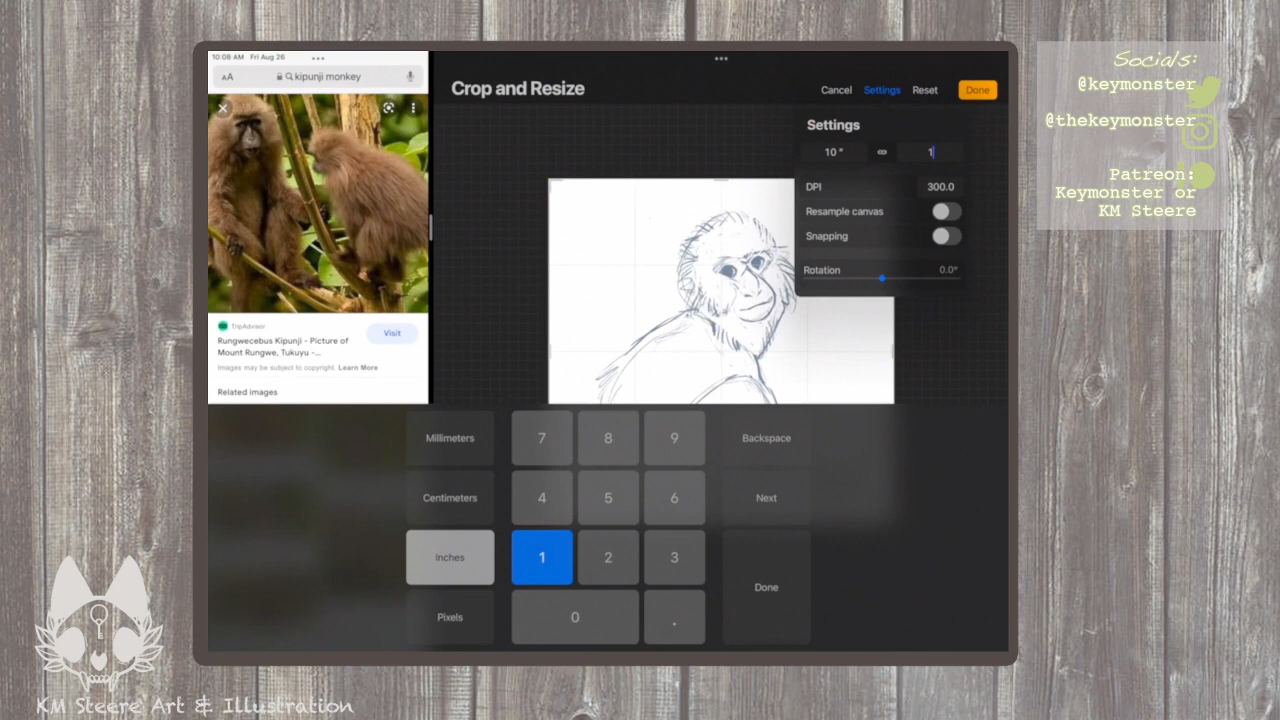 10:08 AM Fri Aug 26
AA
kipunji monkey
TripAdvisor
Rungwecebus Kipunji - Picture of
Mount Rungwe, Tukuyu -...
Visit
Images may be subject to copyright. Learn More
Related images
Crop and Resize
Cancel
Settings
Reset
Done
Settings
10 "
1
DPI
300.0
Resample canvas
Snapping
Rotation
0.0°
Millimeters
7
8
9
Backspace
Centimeters
4
5
6
Next
Inches
1
2
3
Done
Pixels
0
.
Socials:
@keymonster
@thekeymonster
Patreon:
Keymonster or
KM Steere
KM Steere Art & Illustration